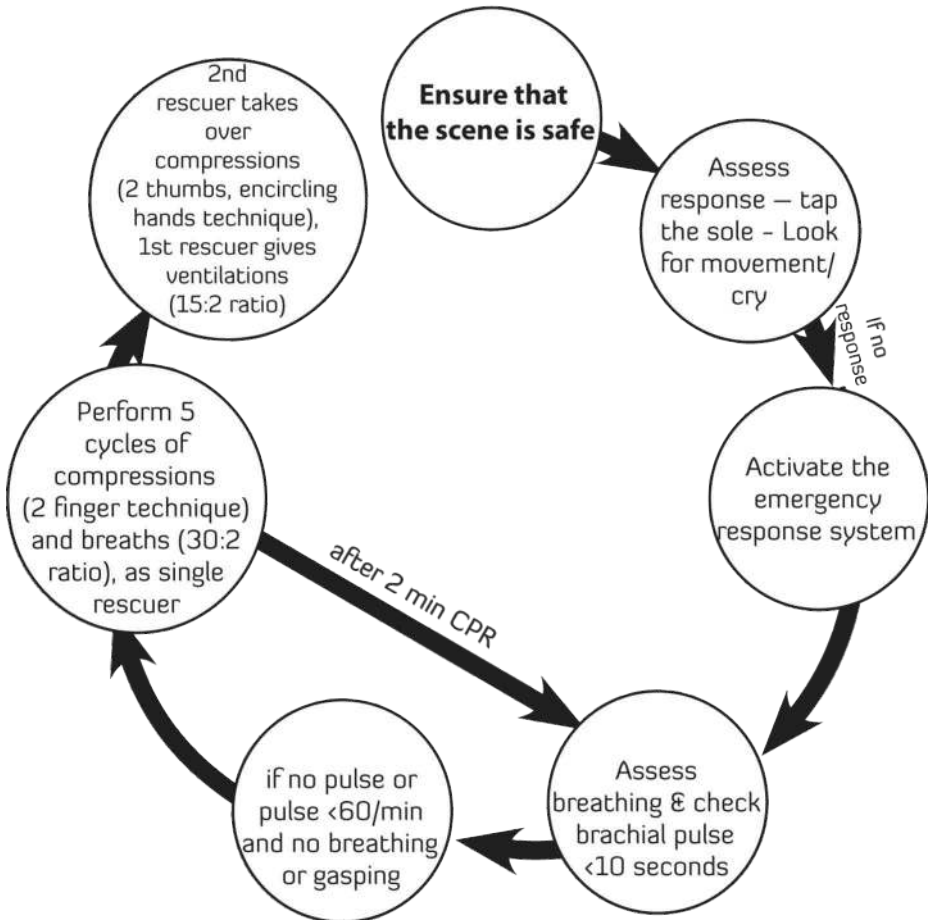 Ensure that
the scene is safe
Assess
response – tap
the sole - Look
for movement/
cry
If no
response
Activate the
emergency
response system
Assess
breathing & check
brachial pulse
<10 seconds
if no pulse or
pulse <60/min
and no breathing
or gasping
Perform 5
cycles of
compressions
(2 finger technique)
and breaths (30:2
ratio), as single
rescuer
after 2 min CPR
2nd
rescuer takes
over
compressions
(2 thumbs, encircling
hands technique),
1st rescuer gives
ventilations
(15:2 ratio)